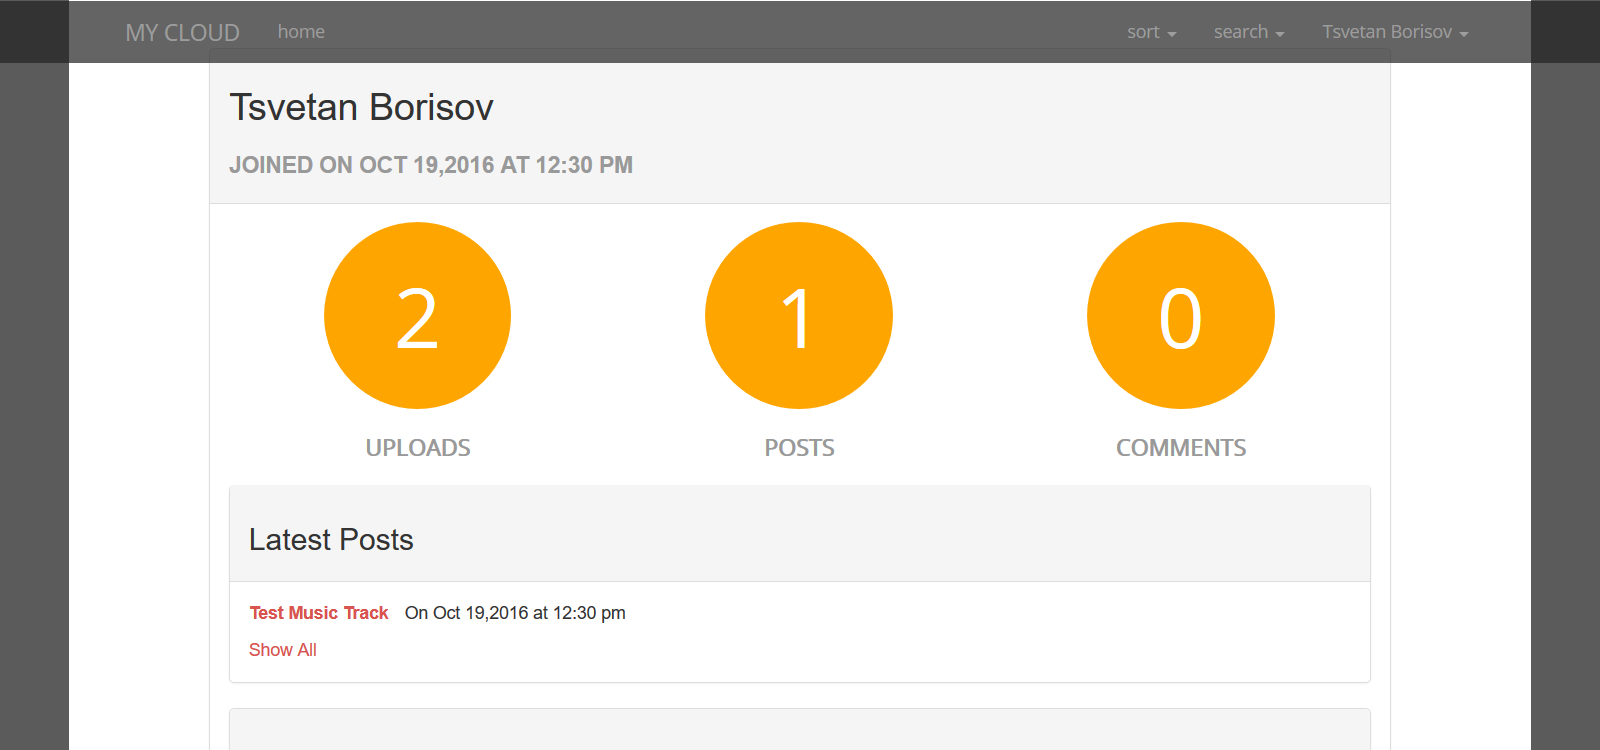 MY CLOUD home sort search Tsvetan Borisov
Tsvetan Borisov
JOINED ON OCT 19,2016 AT 12:30 PM
2 1 0
UPLOADS POSTS COMMENTS
Latest Posts
Test Music Track On Oct 19,2016 at 12:30 pm
Show All